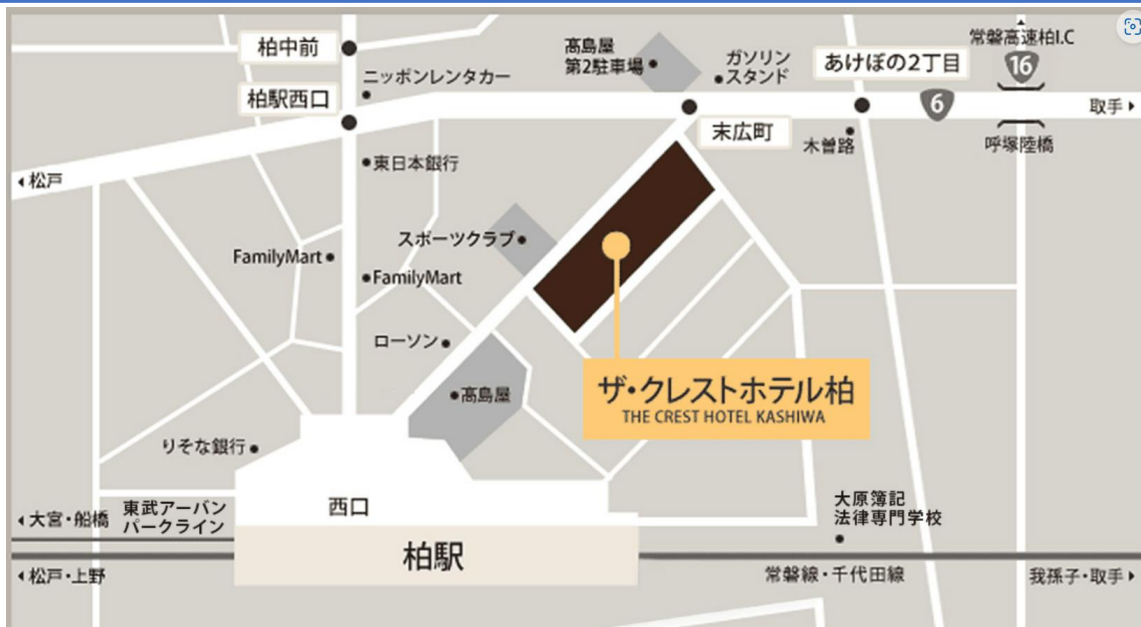 常磐高速柏I.C
16
柏中前
髙島屋
第2駐車場
ガソリン
スタンド
あけぼの2丁目
ニッポンレンタカー
柏駅西口
6
取手
末広町
木曽路
呼塚陸橋
東日本銀行
松戸
スポーツクラブ
FamilyMart
FamilyMart
ローソン
髙島屋
ザ・クレストホテル柏
THE CREST HOTEL KASHIWA
りそな銀行
西口
大宮・船橋
東武アーバン
パークライン
大原簿記
法律専門学校
柏駅
松戸・上野
常磐線・千代田線
我孫子・取手